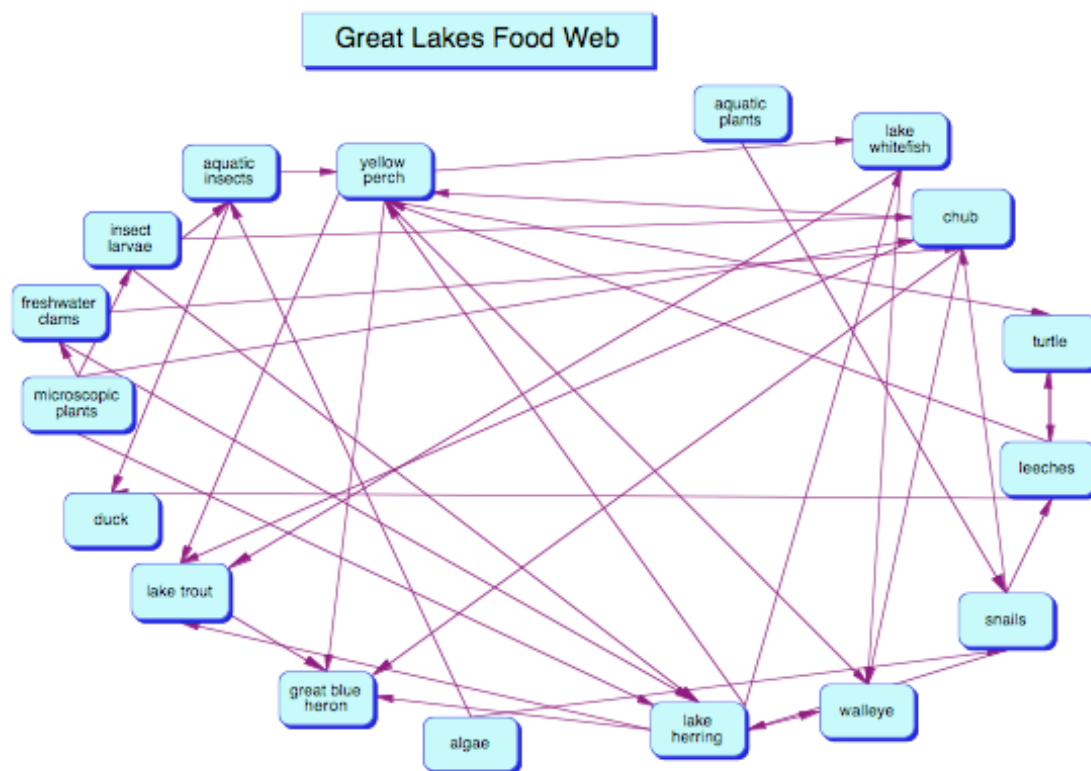 Great Lakes Food Web
aquatic
plants
lake
whitefish
aquatic
insects
yellow
perch
chub
insect
larvae
freshwater
clams
turtle
microscopic
plants
leeches
duck
lake trout
snails
great blue
heron
walleye
algae
lake
herring